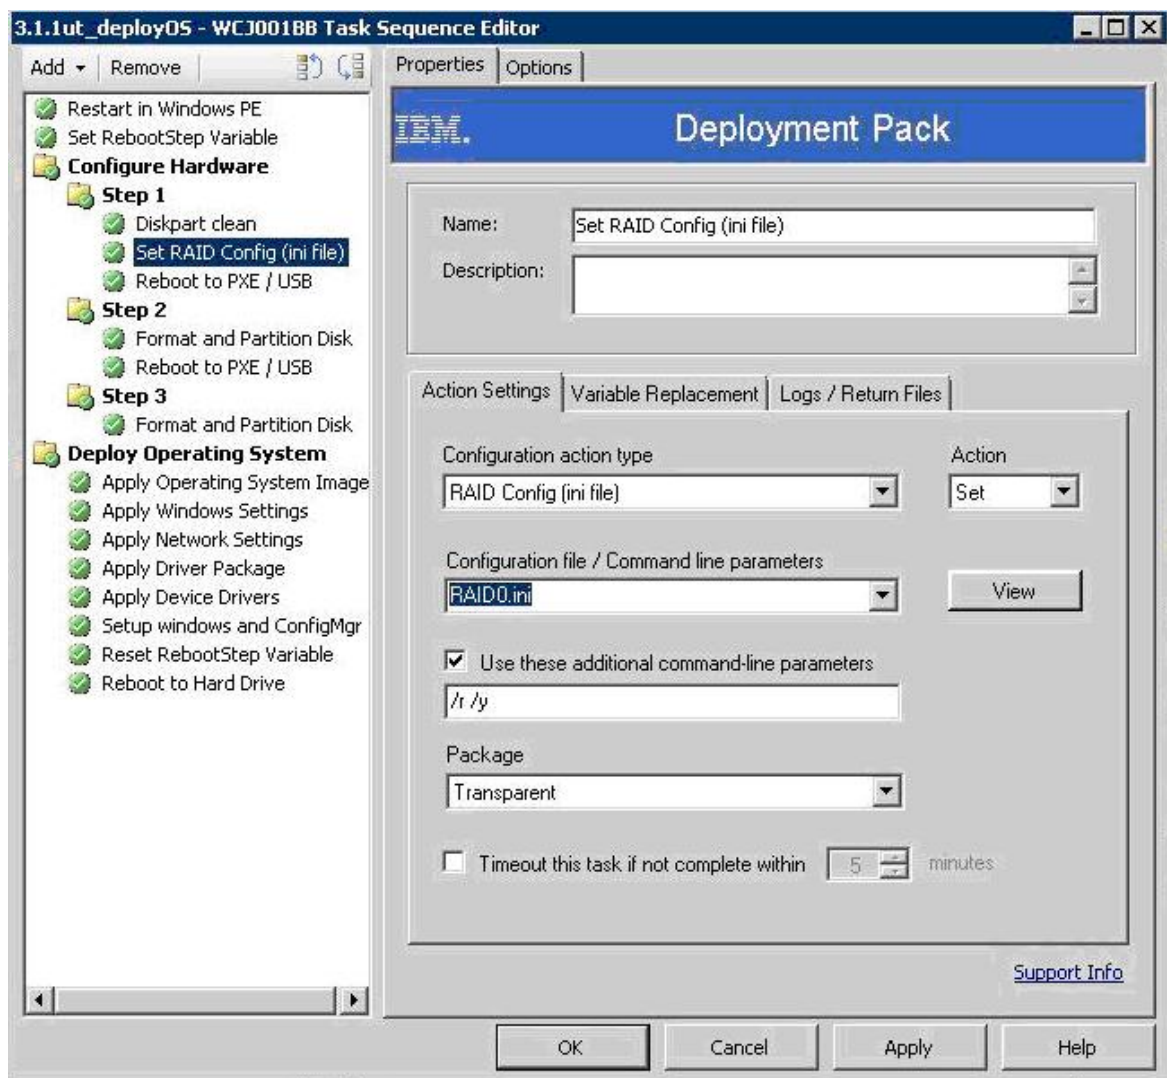 3.1.1ut_deployOS - WCJ001BB Task Sequence Editor
Add Remove
Restart in Windows PE
Set RebootStep Variable
Configure Hardware
Step 1
Diskpart clean
Set RAID Config (ini file)
Reboot to PXE / USB
Step 2
Format and Partition Disk
Reboot to PXE / USB
Step 3
Format and Partition Disk
Deploy Operating System
Apply Operating System Image
Apply Windows Settings
Apply Network Settings
Apply Driver Package
Apply Device Drivers
Setup windows and ConfigMgr
Reset RebootStep Variable
Reboot to Hard Drive
Properties Options
IBM. Deployment Pack
Name: Set RAID Config (ini file)
Description:
Action Settings Variable Replacement Logs / Return Files
Configuration action type Action
RAID Config (ini file) Set
Configuration file / Command line parameters
RAID0.ini View
Use these additional command-line parameters
/r /y
Package
Transparent
Timeout this task if not complete within 5 minutes
Support Info
OK Cancel Apply Help